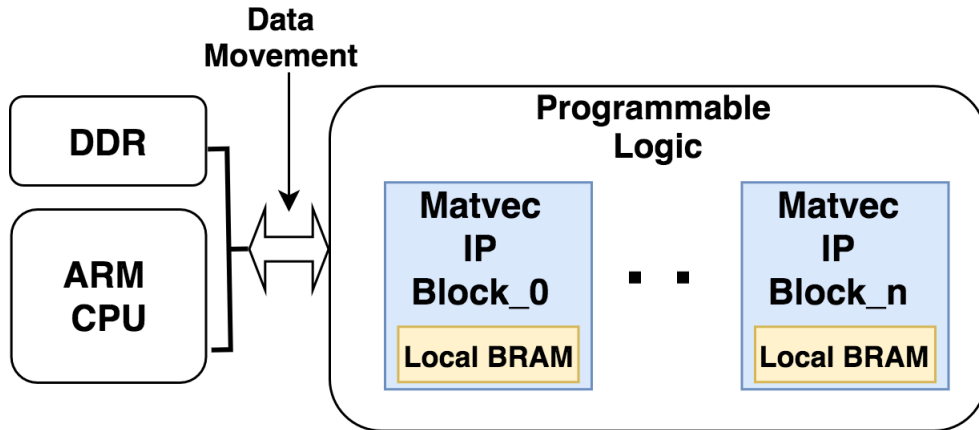 Data
Movement
DDR
ARM
CPU
Programmable
Logic
Matvec
IP
Block_0
Local BRAM
Matvec
IP
Block_n
Local BRAM